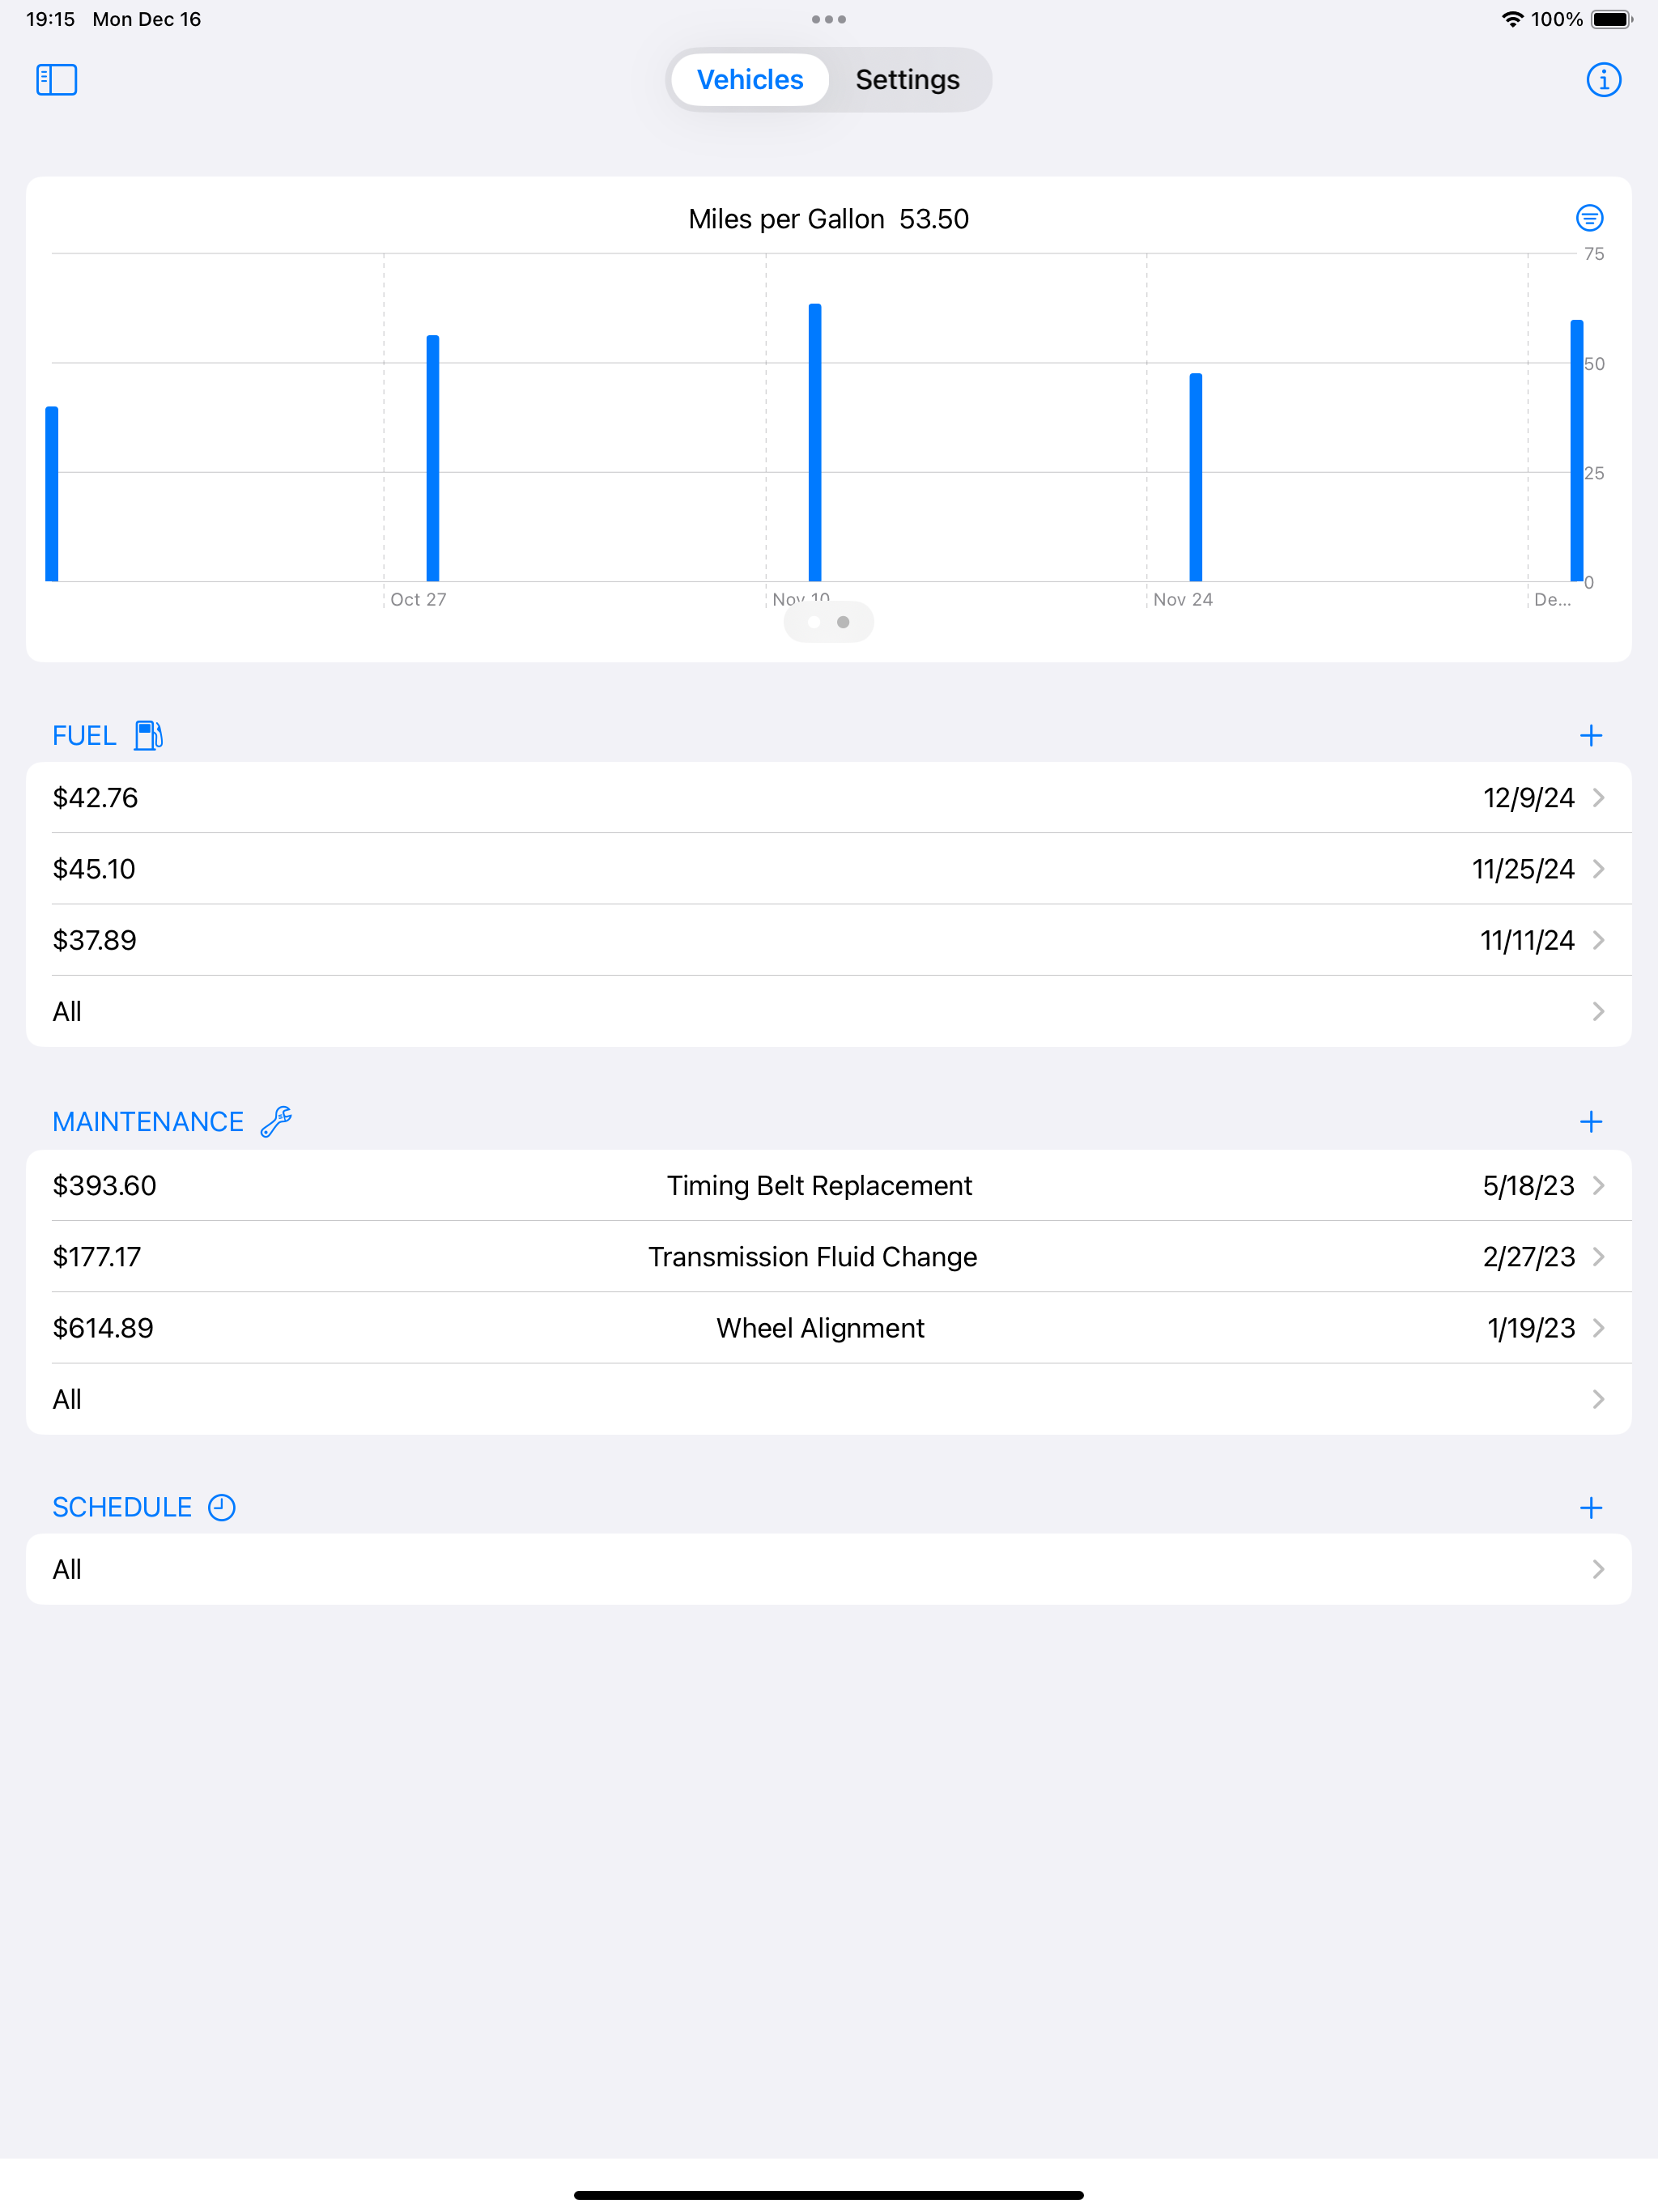 19:15 Mon Dec 16 100%
Vehicles Settings
Miles per Gallon 53.50
75
50
25
0
Oct 27 Nov 10 Nov 24 De...
FUEL
$42.76 12/9/24
$45.10 11/25/24
$37.89 11/11/24
All
MAINTENANCE
$393.60 Timing Belt Replacement 5/18/23
$177.17 Transmission Fluid Change 2/27/23
$614.89 Wheel Alignment 1/19/23
All
SCHEDULE
All